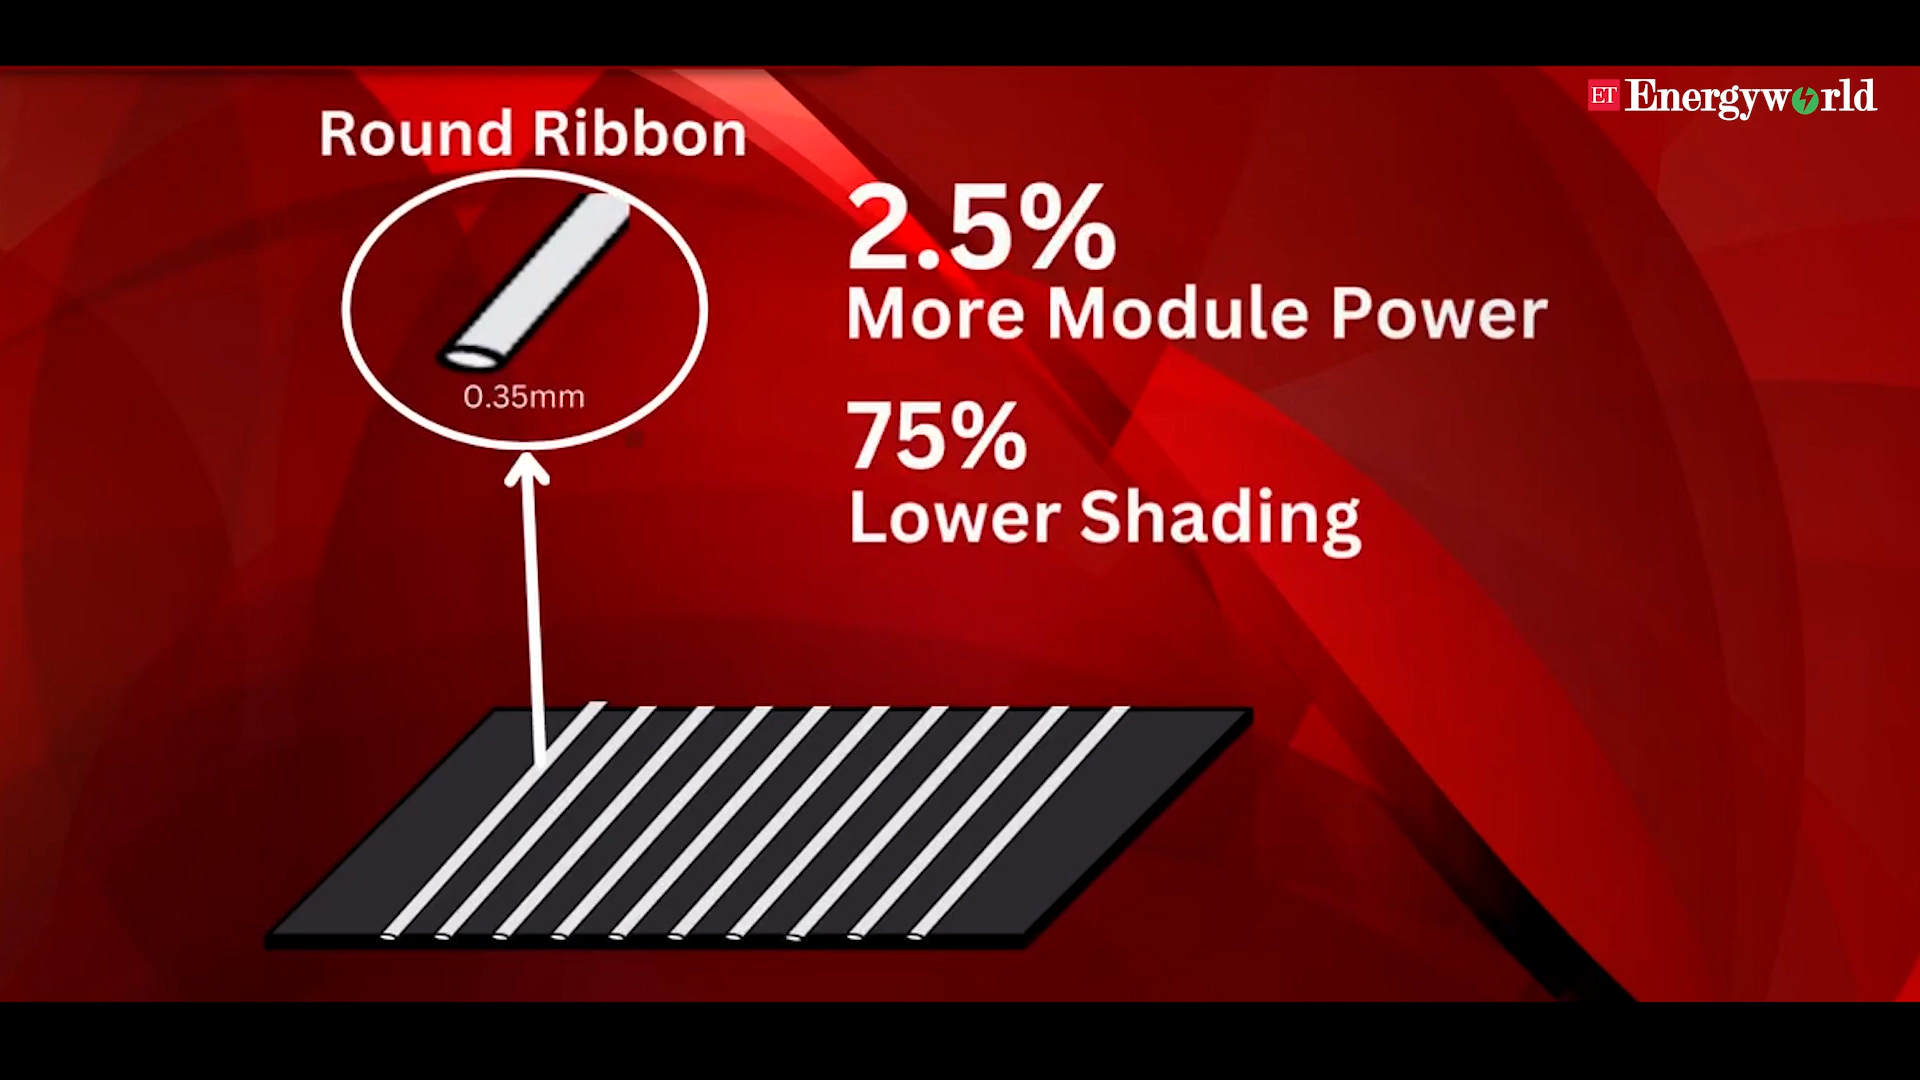 ET Energyworld
Round Ribbon
0.35mm
2.5%
More Module Power
75%
Lower Shading